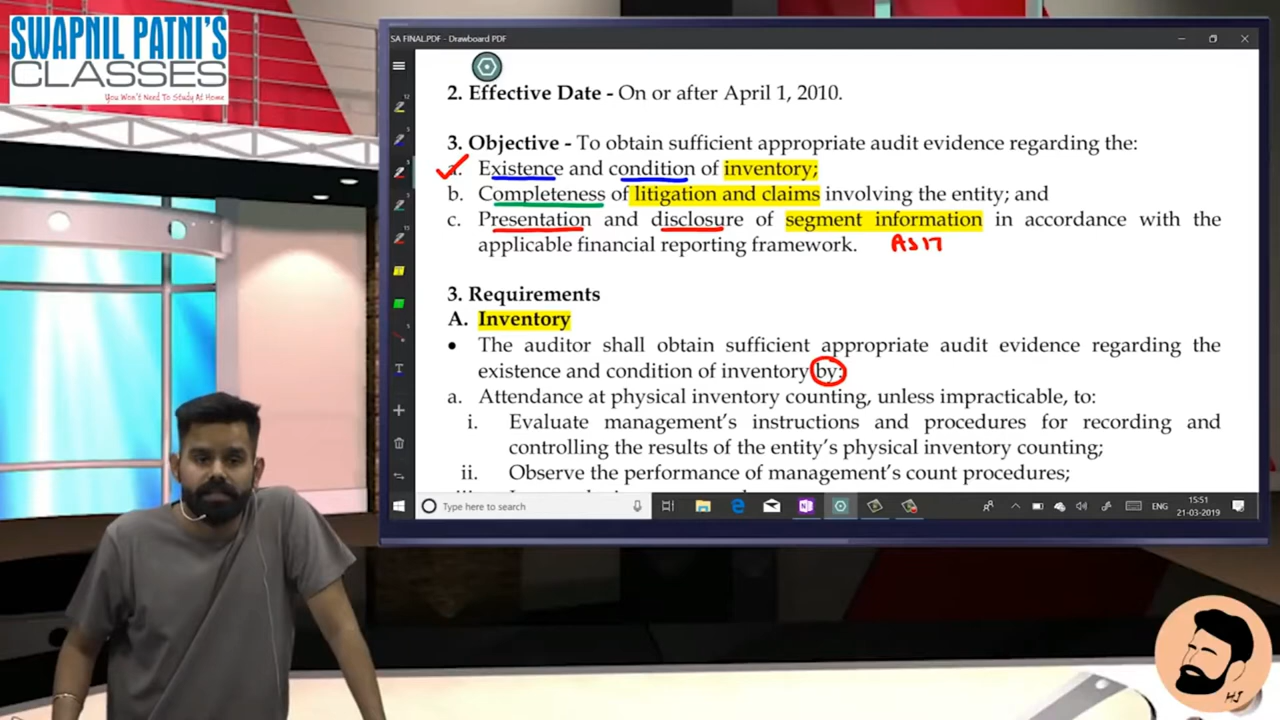 SWAPNIL PATNI'S
CLASSES
You Won't Need To Study At Home
SA FINAL.PDF - Drawboard PDF
2. Effective Date - On or after April 1, 2010.
3. Objective - To obtain sufficient appropriate audit evidence regarding the:
a. Existence and condition of inventory;
b. Completeness of litigation and claims involving the entity; and
c. Presentation and disclosure of segment information in accordance with the
applicable financial reporting framework. AS 17
3. Requirements
A. Inventory
• The auditor shall obtain sufficient appropriate audit evidence regarding the
existence and condition of inventory by:
a. Attendance at physical inventory counting, unless impracticable, to:
i. Evaluate management's instructions and procedures for recording and
controlling the results of the entity's physical inventory counting;
ii. Observe the performance of management's count procedures;
Type here to search
ENG
15:51
21-03-2019
HJ